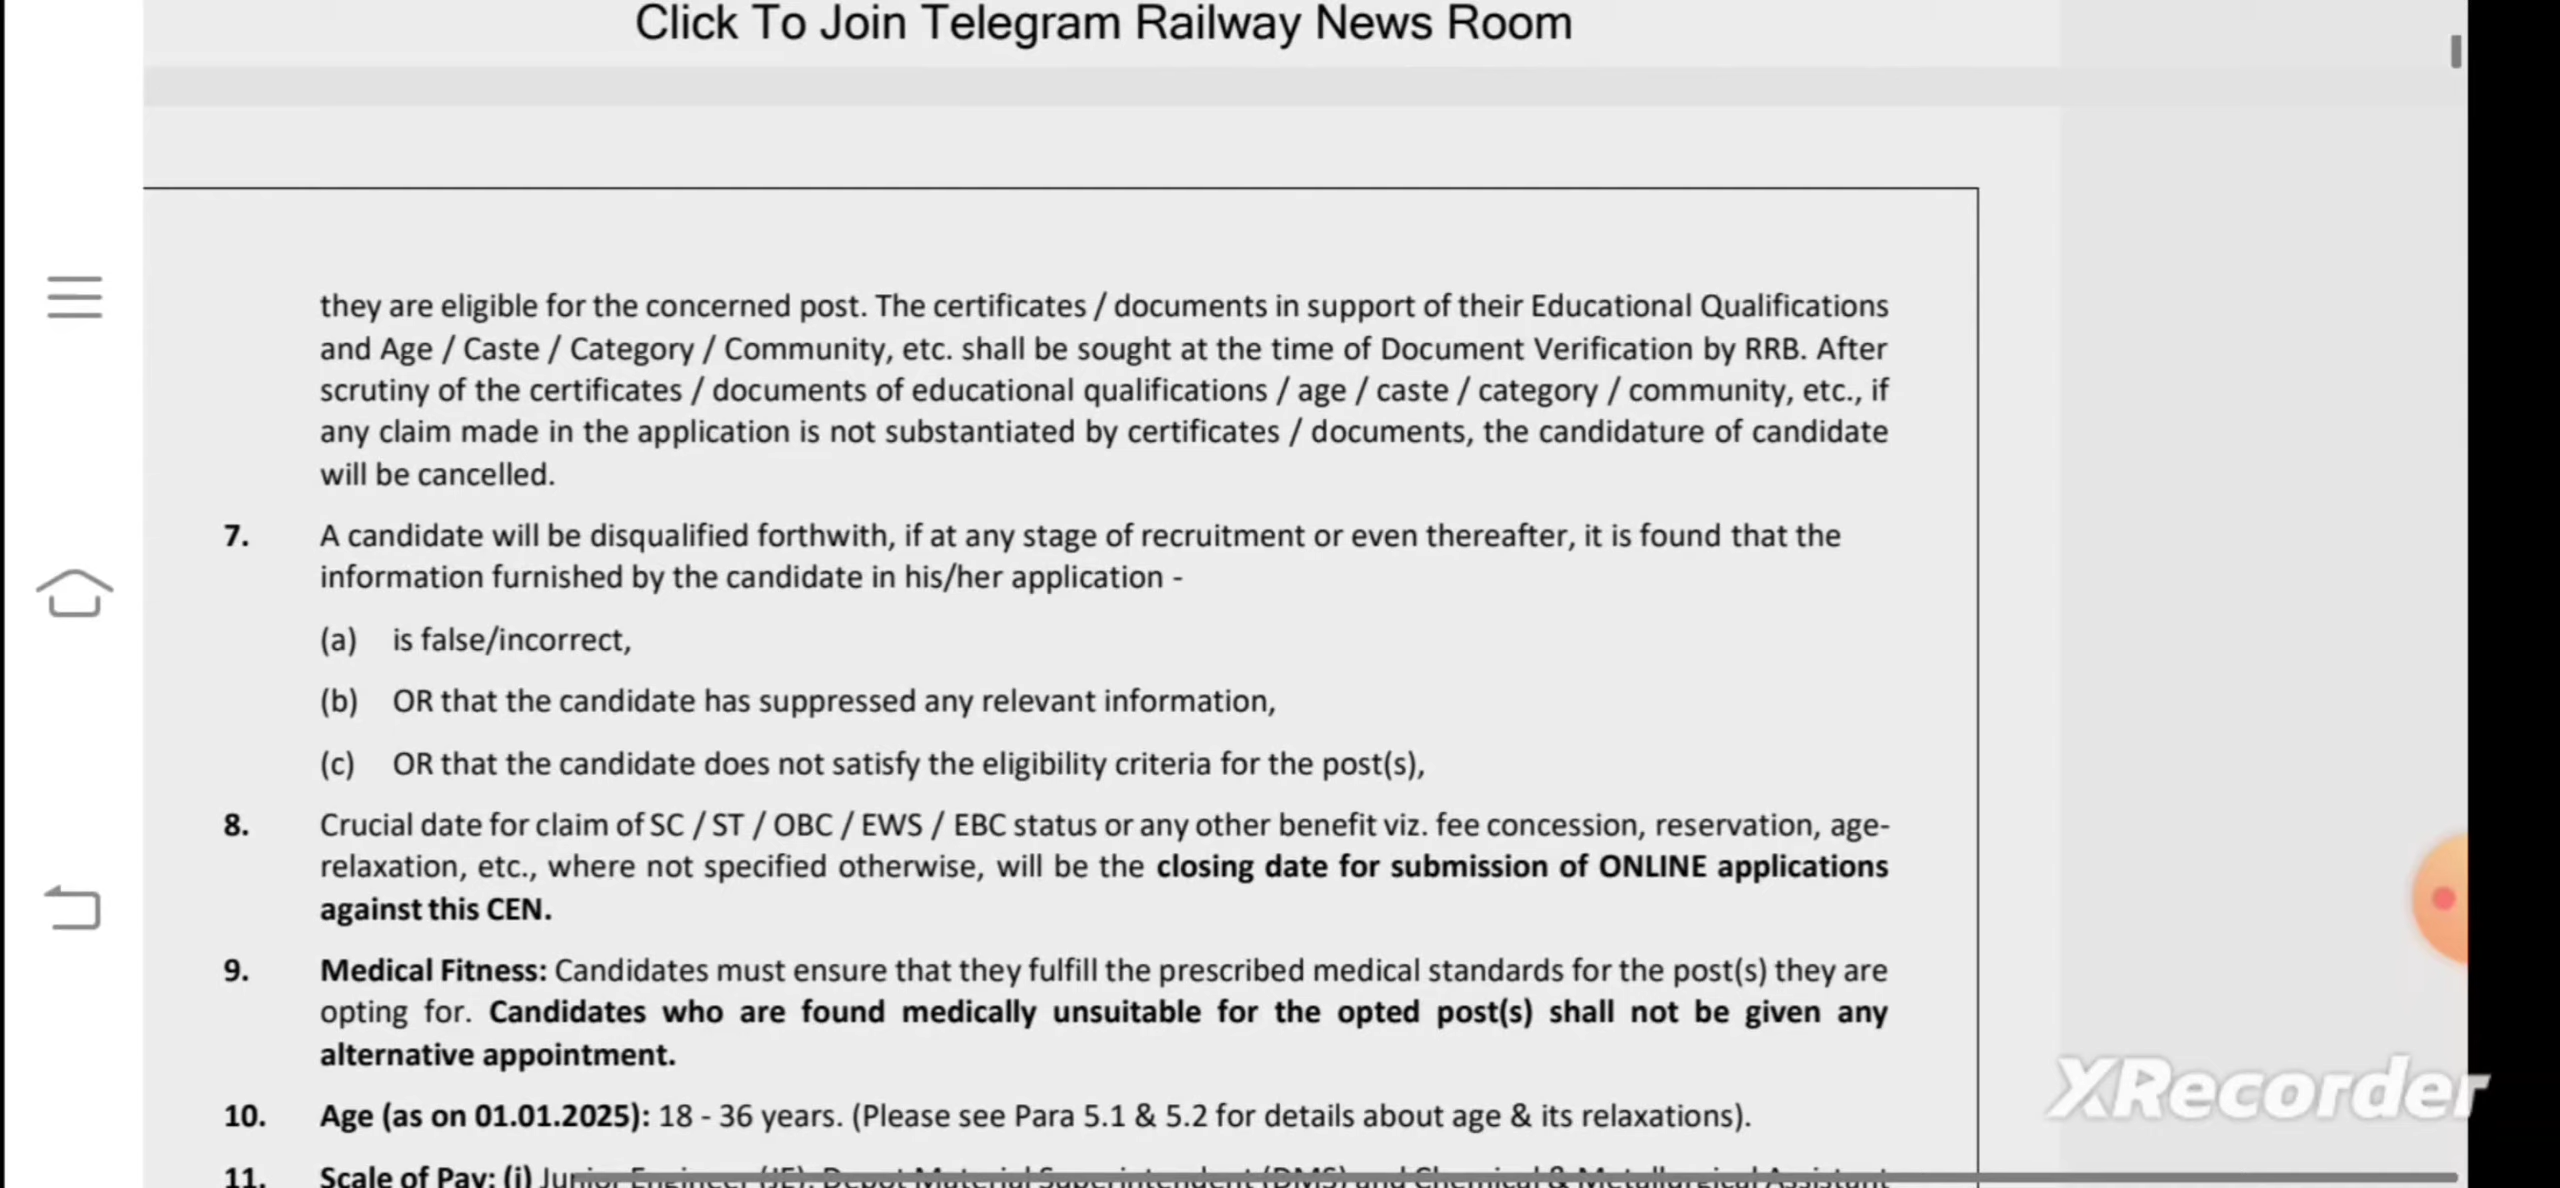 Click To Join Telegram Railway News Room
they are eligible for the concerned post. The certificates / documents in support of their Educational Qualifications
and Age / Caste / Category / Community, etc. shall be sought at the time of Document Verification by RRB. After
scrutiny of the certificates / documents of educational qualifications / age / caste / category / community, etc., if
any claim made in the application is not substantiated by certificates / documents, the candidature of candidate
will be cancelled.
7. A candidate will be disqualified forthwith, if at any stage of recruitment or even thereafter, it is found that the
information furnished by the candidate in his/her application -
(a) is false/incorrect,
(b) OR that the candidate has suppressed any relevant information,
(c) OR that the candidate does not satisfy the eligibility criteria for the post(s),
8. Crucial date for claim of SC / ST / OBC / EWS / EBC status or any other benefit viz. fee concession, reservation, age-
relaxation, etc., where not specified otherwise, will be the closing date for submission of ONLINE applications
against this CEN.
9. Medical Fitness: Candidates must ensure that they fulfill the prescribed medical standards for the post(s) they are
opting for. Candidates who are found medically unsuitable for the opted post(s) shall not be given any
alternative appointment.
10. Age (as on 01.01.2025): 18 - 36 years. (Please see Para 5.1 & 5.2 for details about age & its relaxations).
11. Scale of Pay: (i) Junior Engineer (JE), Depot Material Superintendent (DMS) and Chemical & Metallurgical Assistant
XRecorder